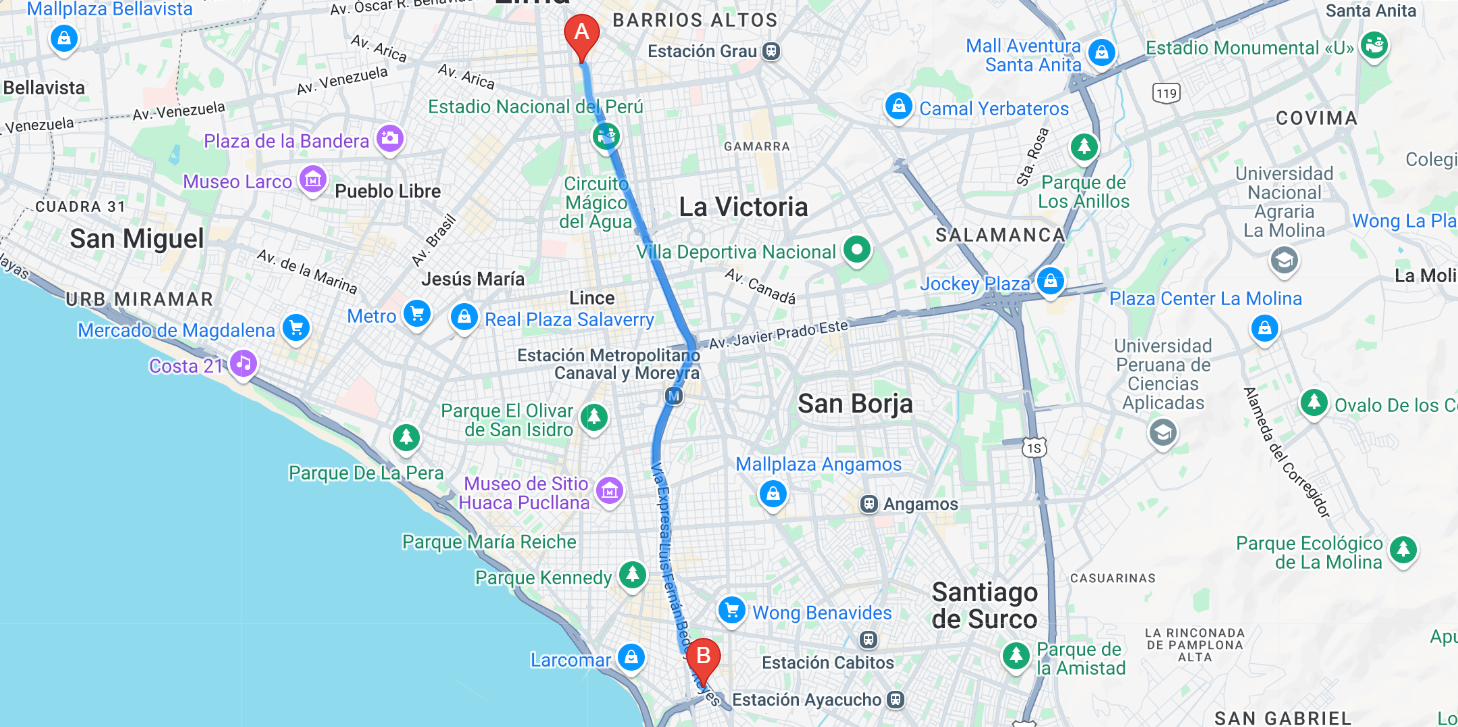 Mallplaza Bellavista
Av. Óscar R. Benavides
Lima
BARRIOS ALTOS
Santa Anita
A
Estación Grau
Mall Aventura
Santa Anita
Estadio Monumental «U»
Av. Arica
Av. Arica
Av. Venezuela
Bellavista
119
Av. Venezuela
Av. Venezuela
Estadio Nacional del Perú
Camal Yerbateros
COVIMA
Plaza de la Bandera
GAMARRA
Sta. Rosa
Colegi
Museo Larco
Pueblo Libre
Circuito
Mágico
del Agua
Parque de
Los Anillos
Universidad
Nacional
Agraria
La Molina
CUADRA 31
La Victoria
Wong La Pla
San Miguel
Av. Brasil
SALAMANCA
Villa Deportiva Nacional
ayas
Av. de la Marina
Jesús María
Av. Canadá
Jockey Plaza
La Moli
URB MIRAMAR
Lince
Plaza Center La Molina
Metro
Real Plaza Salaverry
Mercado de Magdalena
Av. Javier Prado Este
Estación Metropolitano
Canaval y Moreyra
Universidad
Peruana de
Ciencias
Aplicadas
Costa 21
M
San Borja
Parque El Olivar
de San Isidro
Alameda del Corregidor
Ovalo De los C
1S
Parque De La Pera
Mallplaza Angamos
Museo de Sitio
Huaca Pucllana
Vía Expresa Luis Fernán Bedoya Reyes
Angamos
Parque María Reiche
Parque Ecológico
de La Molina
Parque Kennedy
CASUARINAS
Santiago
de Surco
Wong Benavides
LA RINCONADA
DE PAMPLONA
ALTA
Apu
B
Larcomar
Estación Cabitos
Parque de
la Amistad
Estación Ayacucho
SAN GABRIEL
Lo